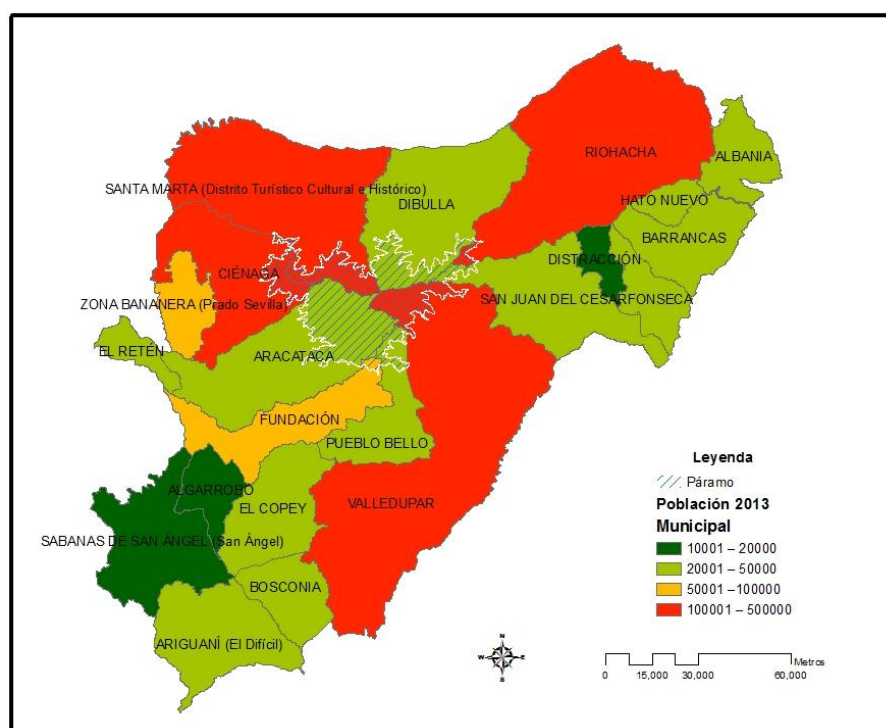 RIOHACHA
ALBANIA
SANTA MARTA (Distrito Turístico Cultural e Histórico)
DIBULLA
HATO NUEVO
BARRANCAS
DISTRACCIÓN
CIÉNAGA
ZONA BANANERA (Prado Sevilla)
SAN JUAN DEL CESAR
FONSECA
EL RETÉN
ARACATACA
FUNDACIÓN
PUEBLO BELLO
ALGARROBO
EL COPEY
VALLEDUPAR
SABANAS DE SAN ÁNGEL (San Ángel)
BOSCONIA
ARIGUANÍ (El Difícil)
Leyenda
Páramo
Población 2013
Municipal
10001 – 20000
20001 – 50000
50001 –100000
100001 – 500000
N
W E
S
Metros
0 15,000 30,000 60,000